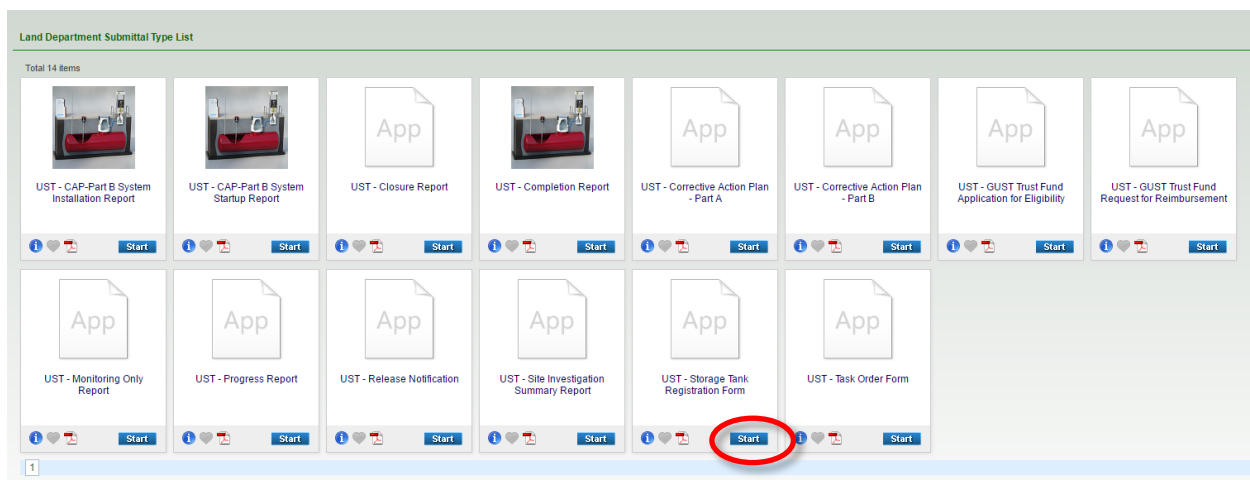 Land Department Submittal Type List
Total 14 items
App
App
App
App
App
UST - CAP-Part B System
Installation Report
UST - CAP-Part B System
Startup Report
UST - Closure Report
UST - Completion Report
UST - Corrective Action Plan
- Part A
UST - Corrective Action Plan
- Part B
UST - GUST Trust Fund
Application for Eligibility
UST - GUST Trust Fund
Request for Reimbursement
Start
Start
Start
Start
Start
Start
Start
Start
App
App
App
App
App
App
UST - Monitoring Only
Report
UST - Progress Report
UST - Release Notification
UST - Site Investigation
Summary Report
UST - Storage Tank
Registration Form
UST - Task Order Form
Start
Start
Start
Start
Start
Start
1